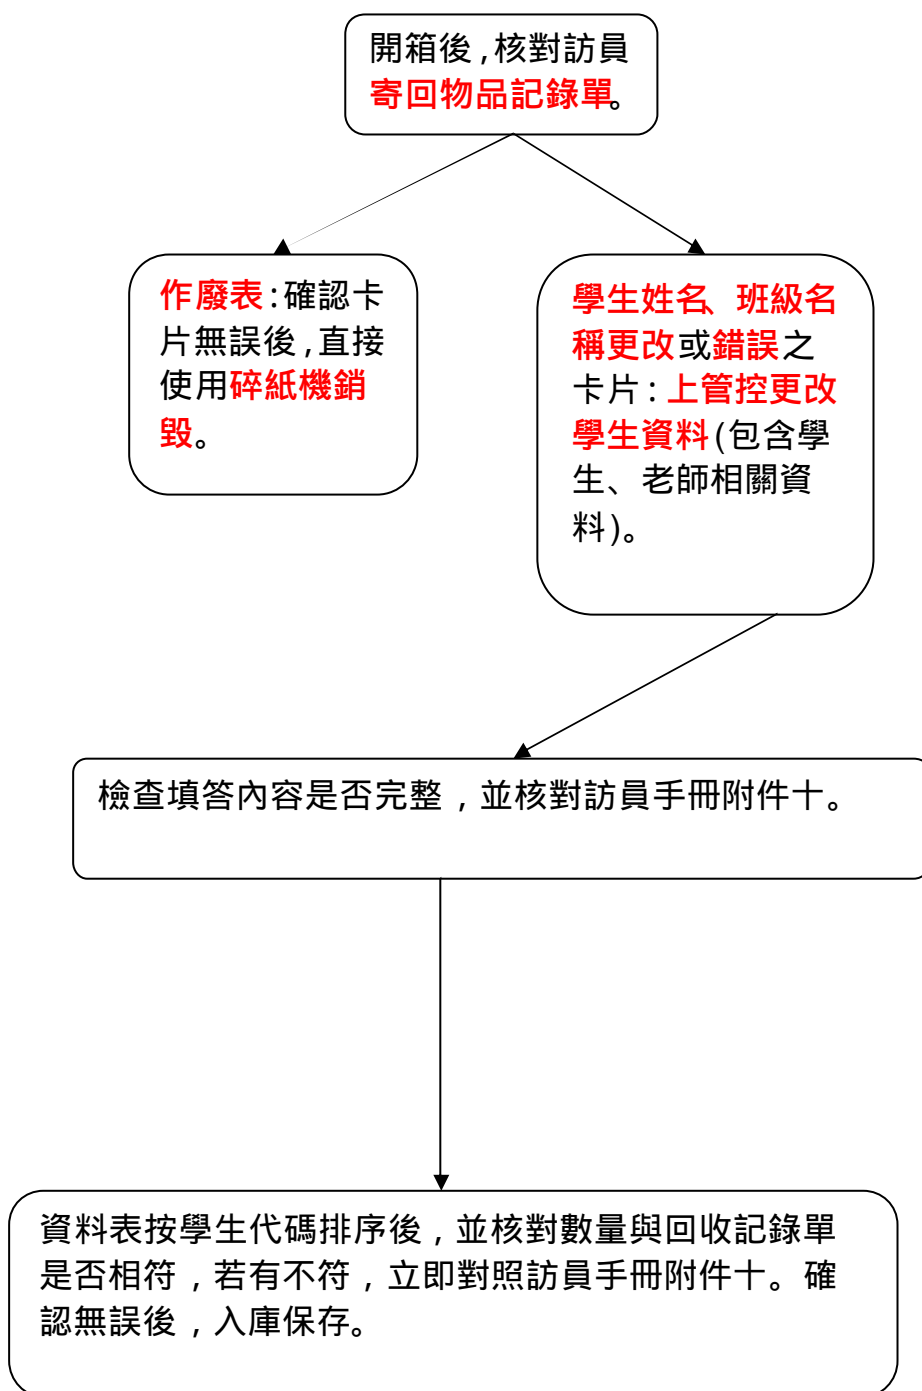 開箱後,核對訪員
寄回物品記錄單。
作廢表:確認卡
片無誤後,直接
使用碎紙機銷
毀。
學生姓名、班級名
稱更改或錯誤之
卡片:上管控更改
學生資料(包含學
生、老師相關資
料)。
檢查填答內容是否完整,並核對訪員手冊附件十。
資料表按學生代碼排序後,並核對數量與回收記錄單
是否相符,若有不符,立即對照訪員手冊附件十。確
認無誤後,入庫保存。